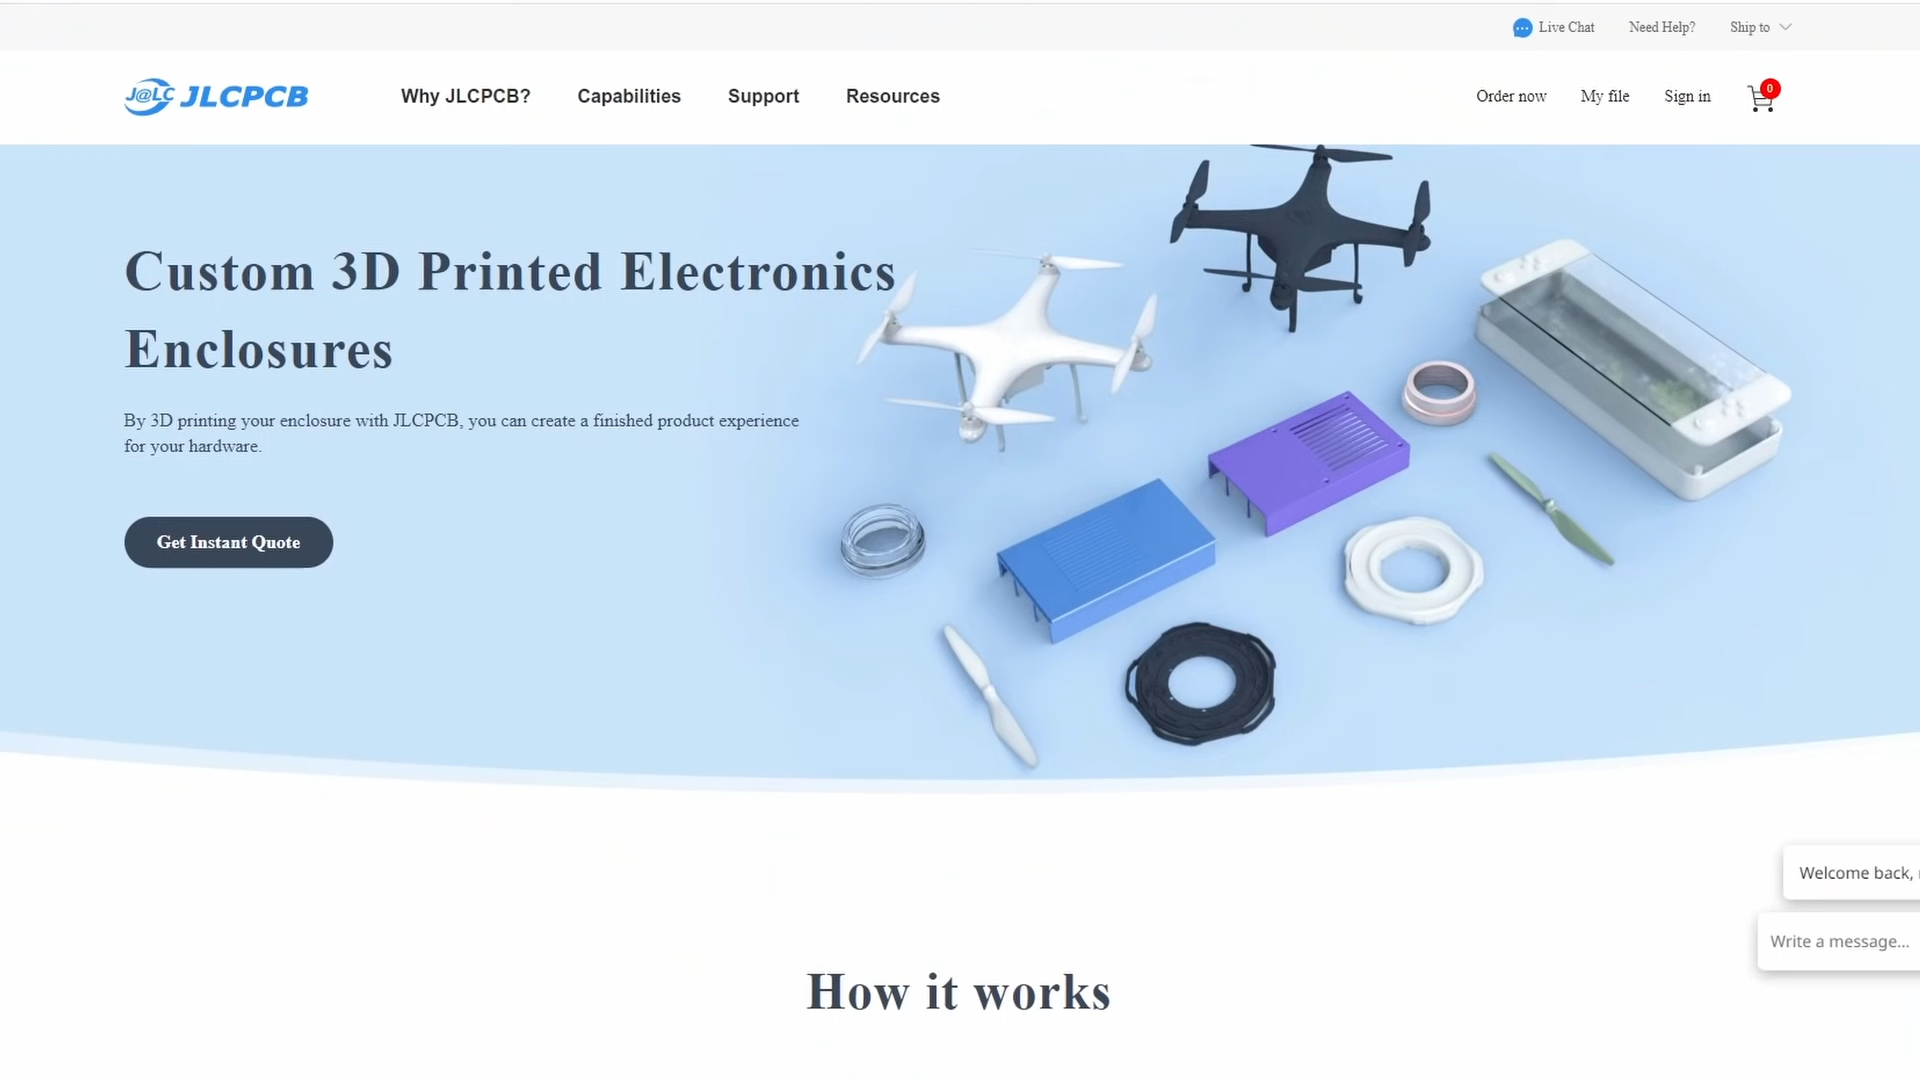 Live Chat Need Help? Ship to
J@LC JLCPCB Why JLCPCB? Capabilities Support Resources Order now My file Sign in 0
Custom 3D Printed Electronics
Enclosures
By 3D printing your enclosure with JLCPCB, you can create a finished product experience
for your hardware.
Get Instant Quote
Welcome back,
Write a message...
How it works